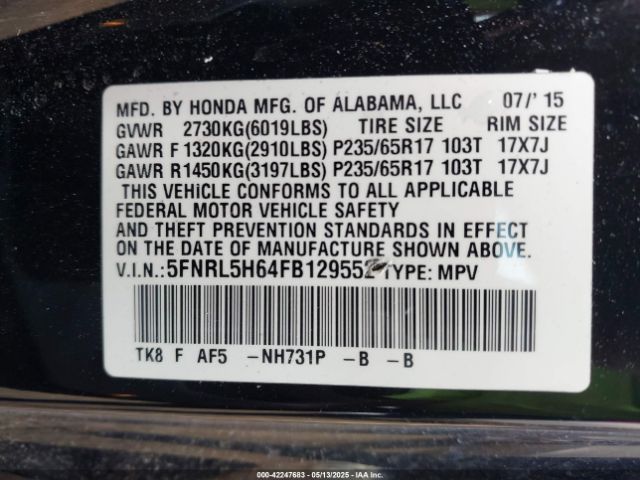 MFD. BY HONDA MFG. OF ALABAMA, LLC 07/'15
GVWR 2730KG(6019LBS) TIRE SIZE RIM SIZE
GAWR F 1320KG(2910LBS) P235/65R17 103T 17X7J
GAWR R1450KG(3197LBS) P235/65R17 103T 17X7J
THIS VEHICLE CONFORMS TO ALL APPLICABLE
FEDERAL MOTOR VEHICLE SAFETY
AND THEFT PREVENTION STANDARDS IN EFFECT
ON THE DATE OF MANUFACTURE SHOWN ABOVE.
V.I.N.:5FNRL5H64FB129552 TYPE: MPV
TK8 F AF5 -NH731P -B -B
000-42247683 - 05/13/2025 - IAA Inc.